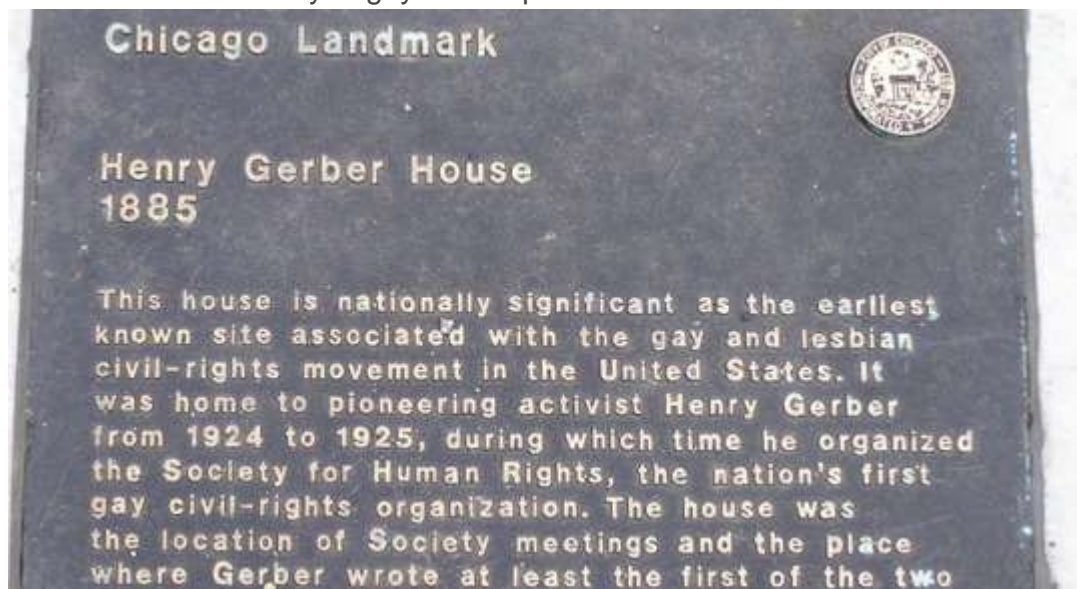 Chicago Landmark
CITY OF CHICAGO
Henry Gerber House
1885
This house is nationally significant as the earliest
known site associated with the gay and lesbian
civil-rights movement in the United States. It
was home to pioneering activist Henry Gerber
from 1924 to 1925, during which time he organized
the Society for Human Rights, the nation's first
gay civil-rights organization. The house was
the location of Society meetings and the place
where Gerber wrote at least the first of the two